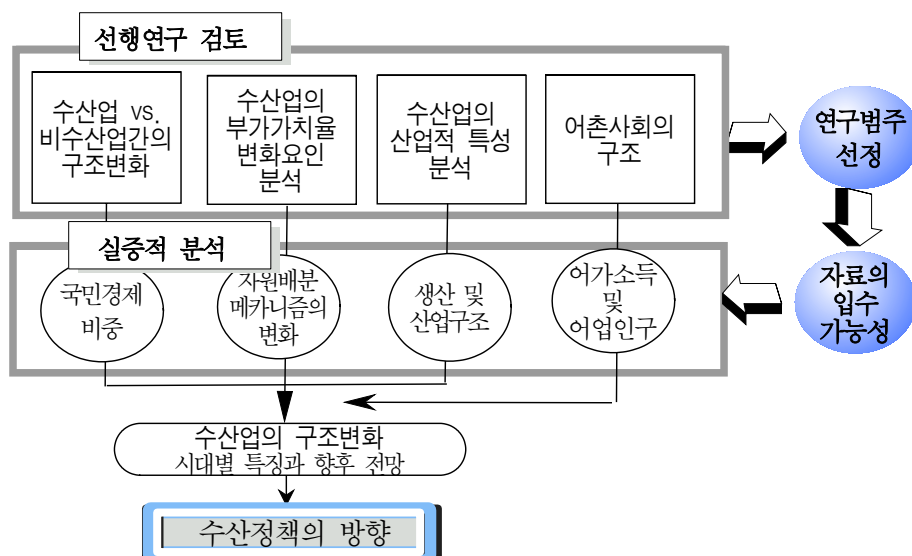 선행연구 검토
수산업 VS.
비수산업간의
구조변화
수산업의
부가가치율
변화요인
분석
수산업의
산업적 특성
분석
어촌사회의
구조
연구범주
선정
실증적 분석
국민경제
비중
자원배분
메카니즘의
변화
생산 및
산업구조
어가소득
및
어업인구
자료의
입수
가능성
수산업의 구조변화
시대별 특징과 향후 전망
수산정책의 방향